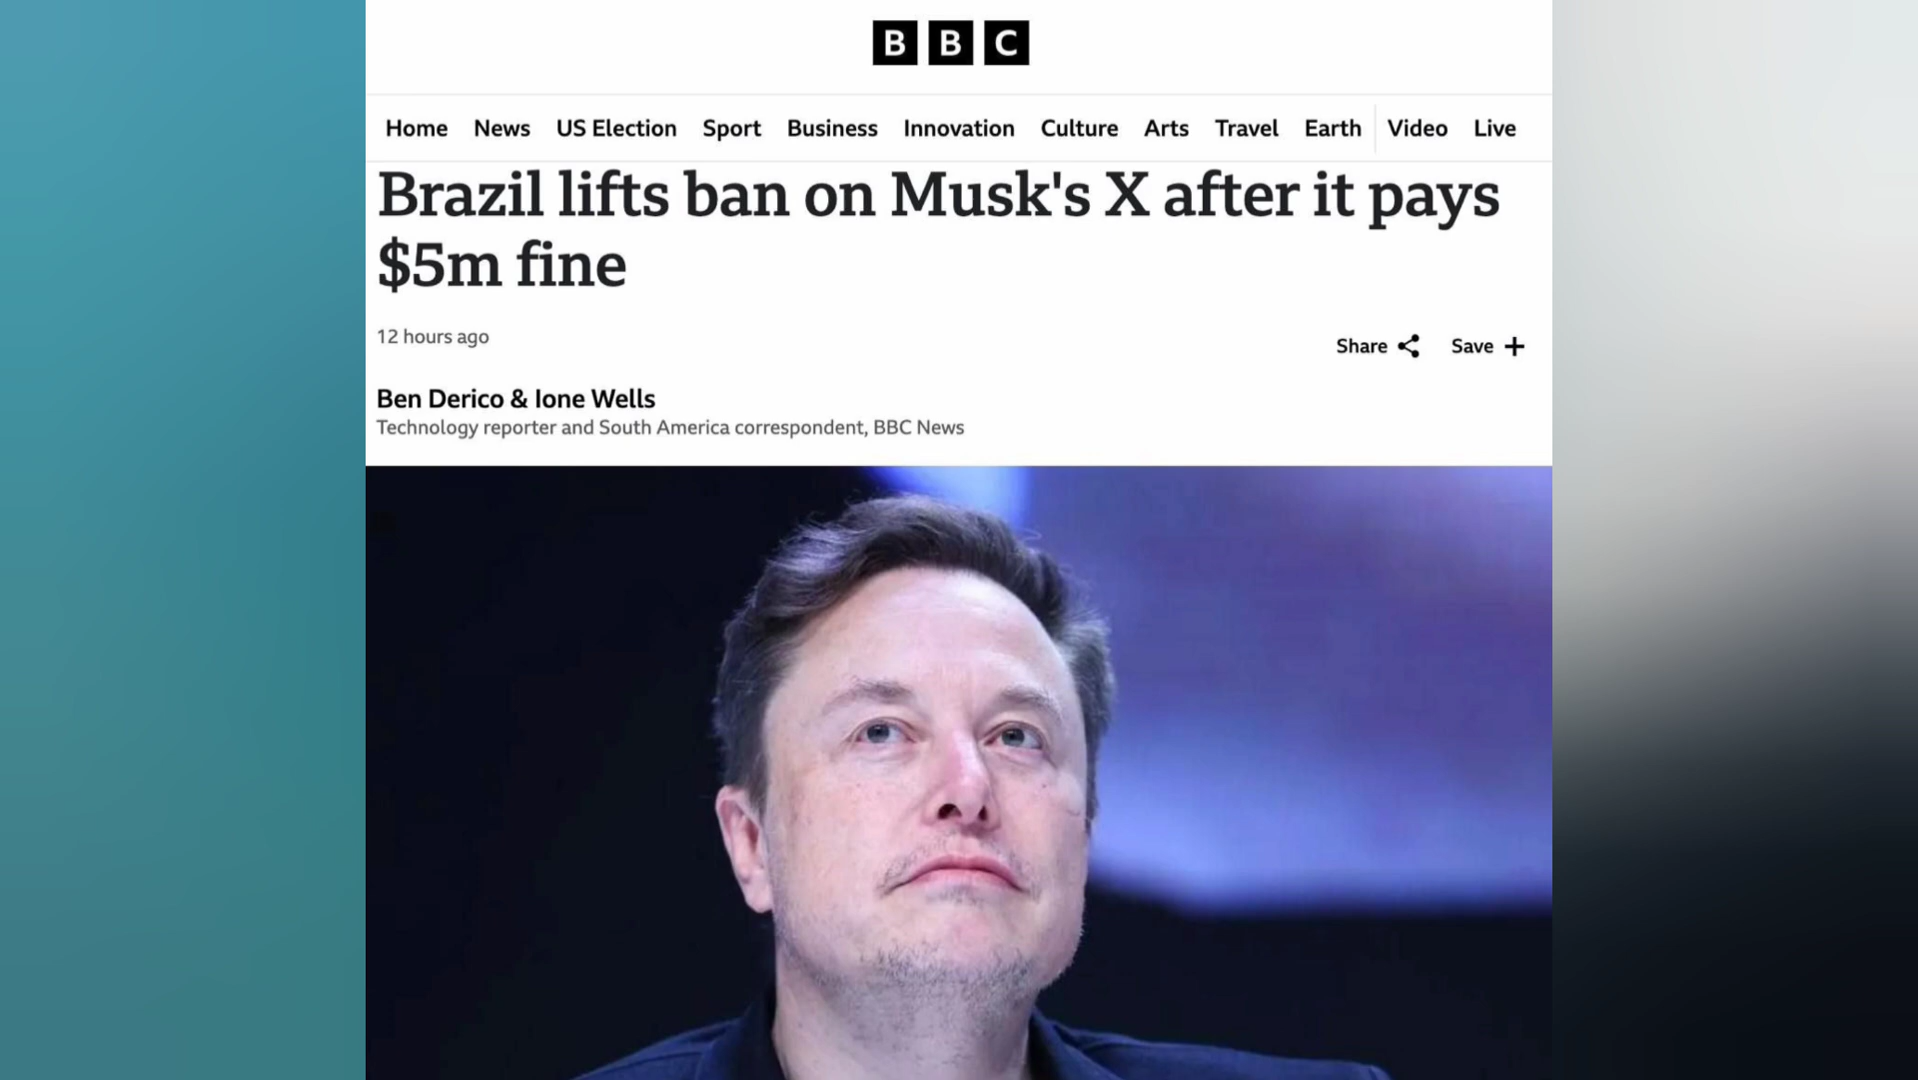 BBC
Home News US Election Sport Business Innovation Culture Arts Travel Earth Video Live
Brazil lifts ban on Musk's X after it pays
$5m fine
12 hours ago
Share Save
Ben Derico & Ione Wells
Technology reporter and South America correspondent, BBC News